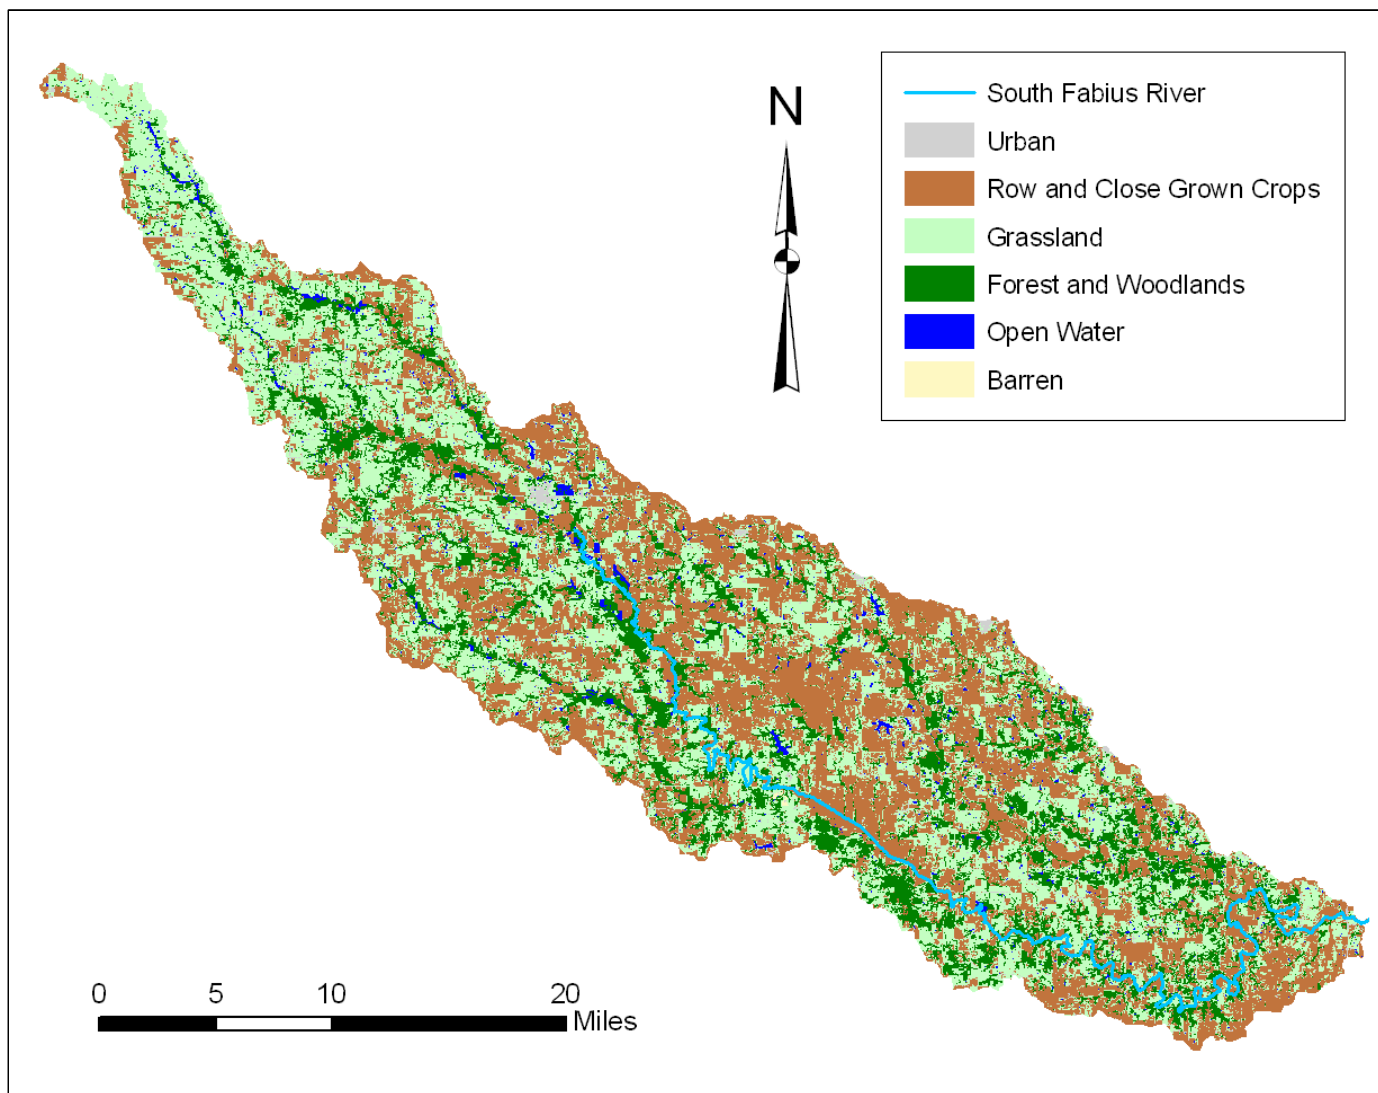 N
South Fabius River
Urban
Row and Close Grown Crops
Grassland
Forest and Woodlands
Open Water
Barren
0 5 10 20
Miles